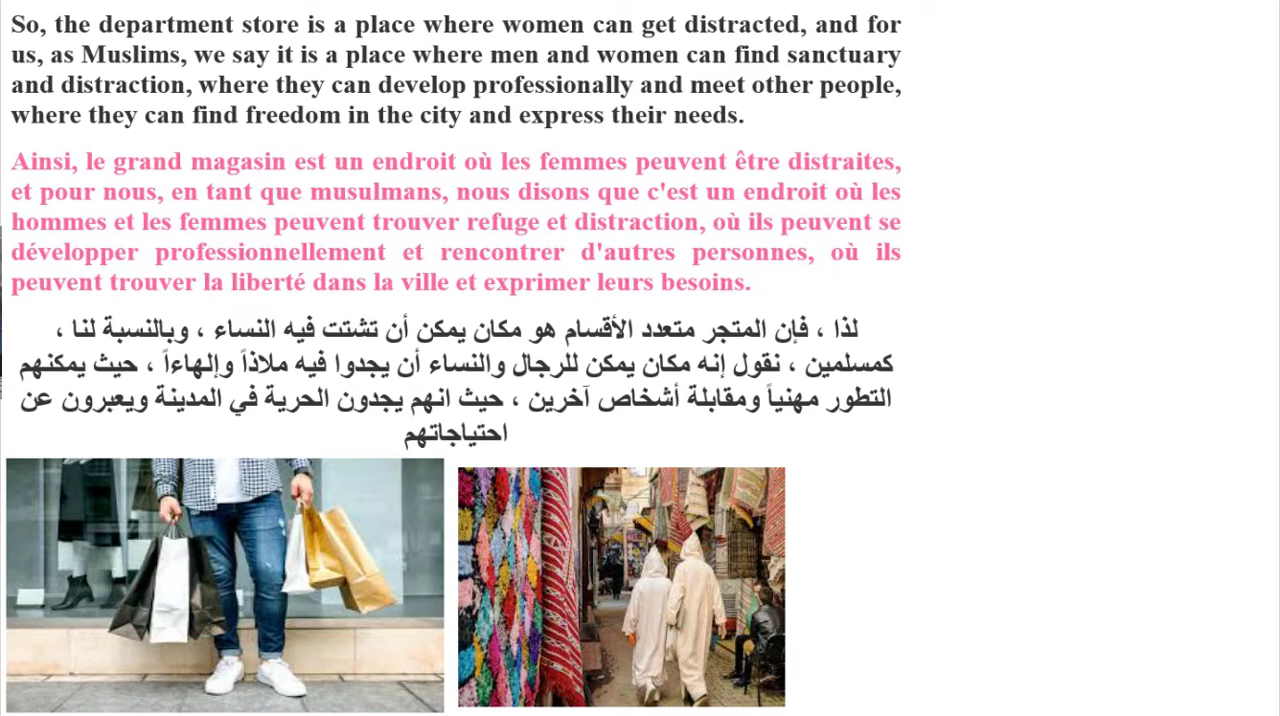 So, the department store is a place where women can get distracted, and for
us, as Muslims, we say it is a place where men and women can find sanctuary
and distraction, where they can develop professionally and meet other people,
where they can find freedom in the city and express their needs.
Ainsi, le grand magasin est un endroit où les femmes peuvent être distraites,
et pour nous, en tant que musulmans, nous disons que c'est un endroit où les
hommes et les femmes peuvent trouver refuge et distraction, où ils peuvent se
développer professionnellement et rencontrer d'autres personnes, où ils
peuvent trouver la liberté dans la ville et exprimer leurs besoins.
لذا ، فإن المتجر متعدد الأقسام هو مكان يمكن أن تشتت فيه النساء ، وبالنسبة لنا ،
كمسلمين ، نقول إنه مكان يمكن للرجال والنساء أن يجدوا فيه ملاذاً وإلهاءاً ، حيث يمكنهم
التطور مهنياً ومقابلة أشخاص آخرين ، حيث انهم يجدون الحرية في المدينة ويعبرون عن
احتياجاتهم